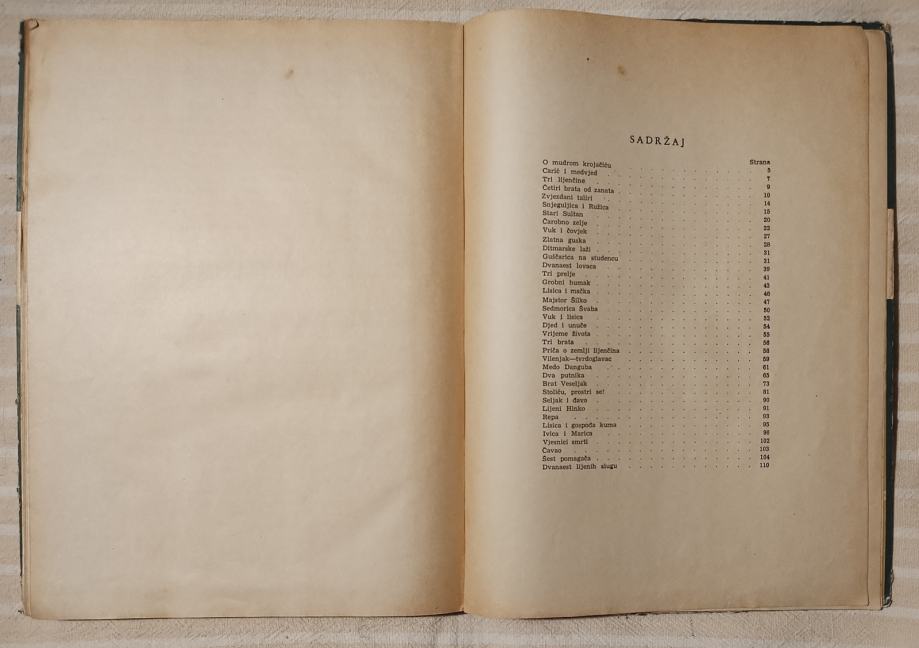 SADRŽAJ
Strana
O mudrom krojačiću 5
Carić i medvjed 7
Tri lijenčine 9
Četiri brata od zanata 10
Zvjezdani taliri 14
Snjeguljica i Ružica 15
Stari Sultan 20
Čarobno zelje 23
Vuk i čovjek 27
Zlatna guska 28
Ditmarske laži 31
Guščarica na studencu 31
Dvanaest lovaca 39
Tri prelje 41
Grobni humak 43
Lisica i mačka 46
Majstor Šilko 47
Sedmorica Švaba 50
Vuk i lisica 52
Djed i unuče 54
Vrijeme života 55
Tri brata 56
Priča o zemlji lijenčina 58
Vilenjak—tvrdoglavac 59
Medo Danguba 61
Dva putnika 65
Brat Veseljak 73
Stoliću, prostri se! 81
Seljak i đavo 90
Lijeni Hinko 91
Repa 93
Lisica i gospođa kuma 95
Ivica i Marica 98
Vjesnici smrti 102
Čavao 103
Šest pomagača 104
Dvanaest lijenih slugu 110